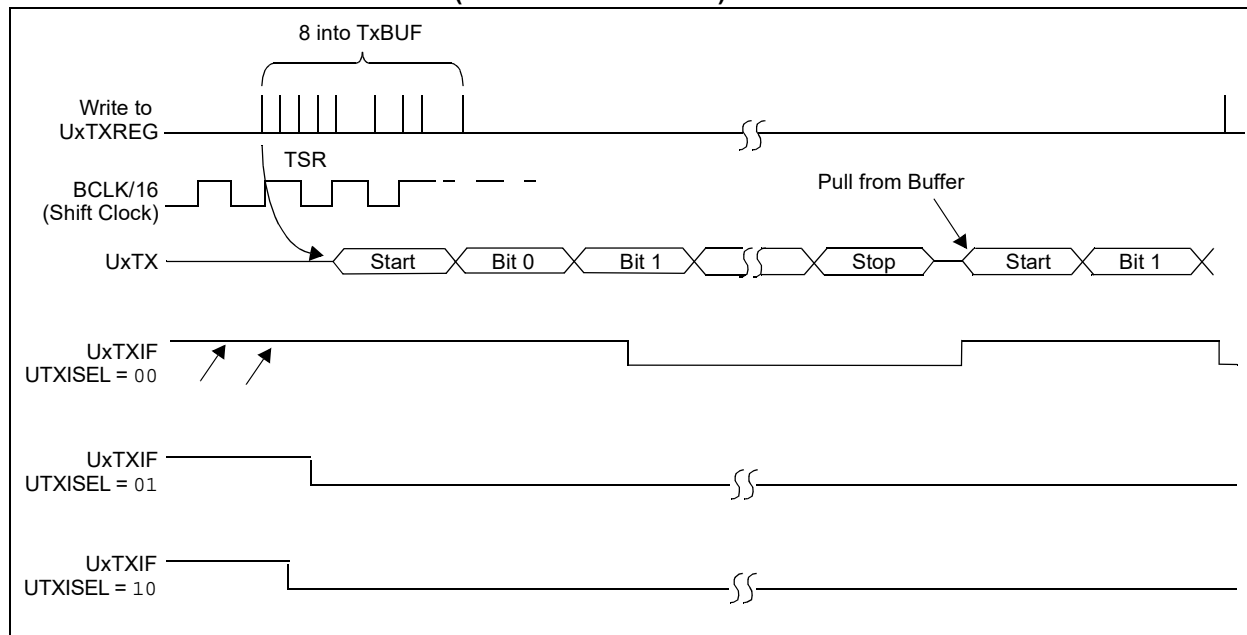 8 into TxBUF
Write to
UxTXREG
TSR
BCLK/16
(Shift Clock)
Pull from Buffer
UxTX
Start
Bit 0
Bit 1
Stop
Start
Bit 1
UxTXIF
UTXISEL = 00
UxTXIF
UTXISEL = 01
UxTXIF
UTXISEL = 10